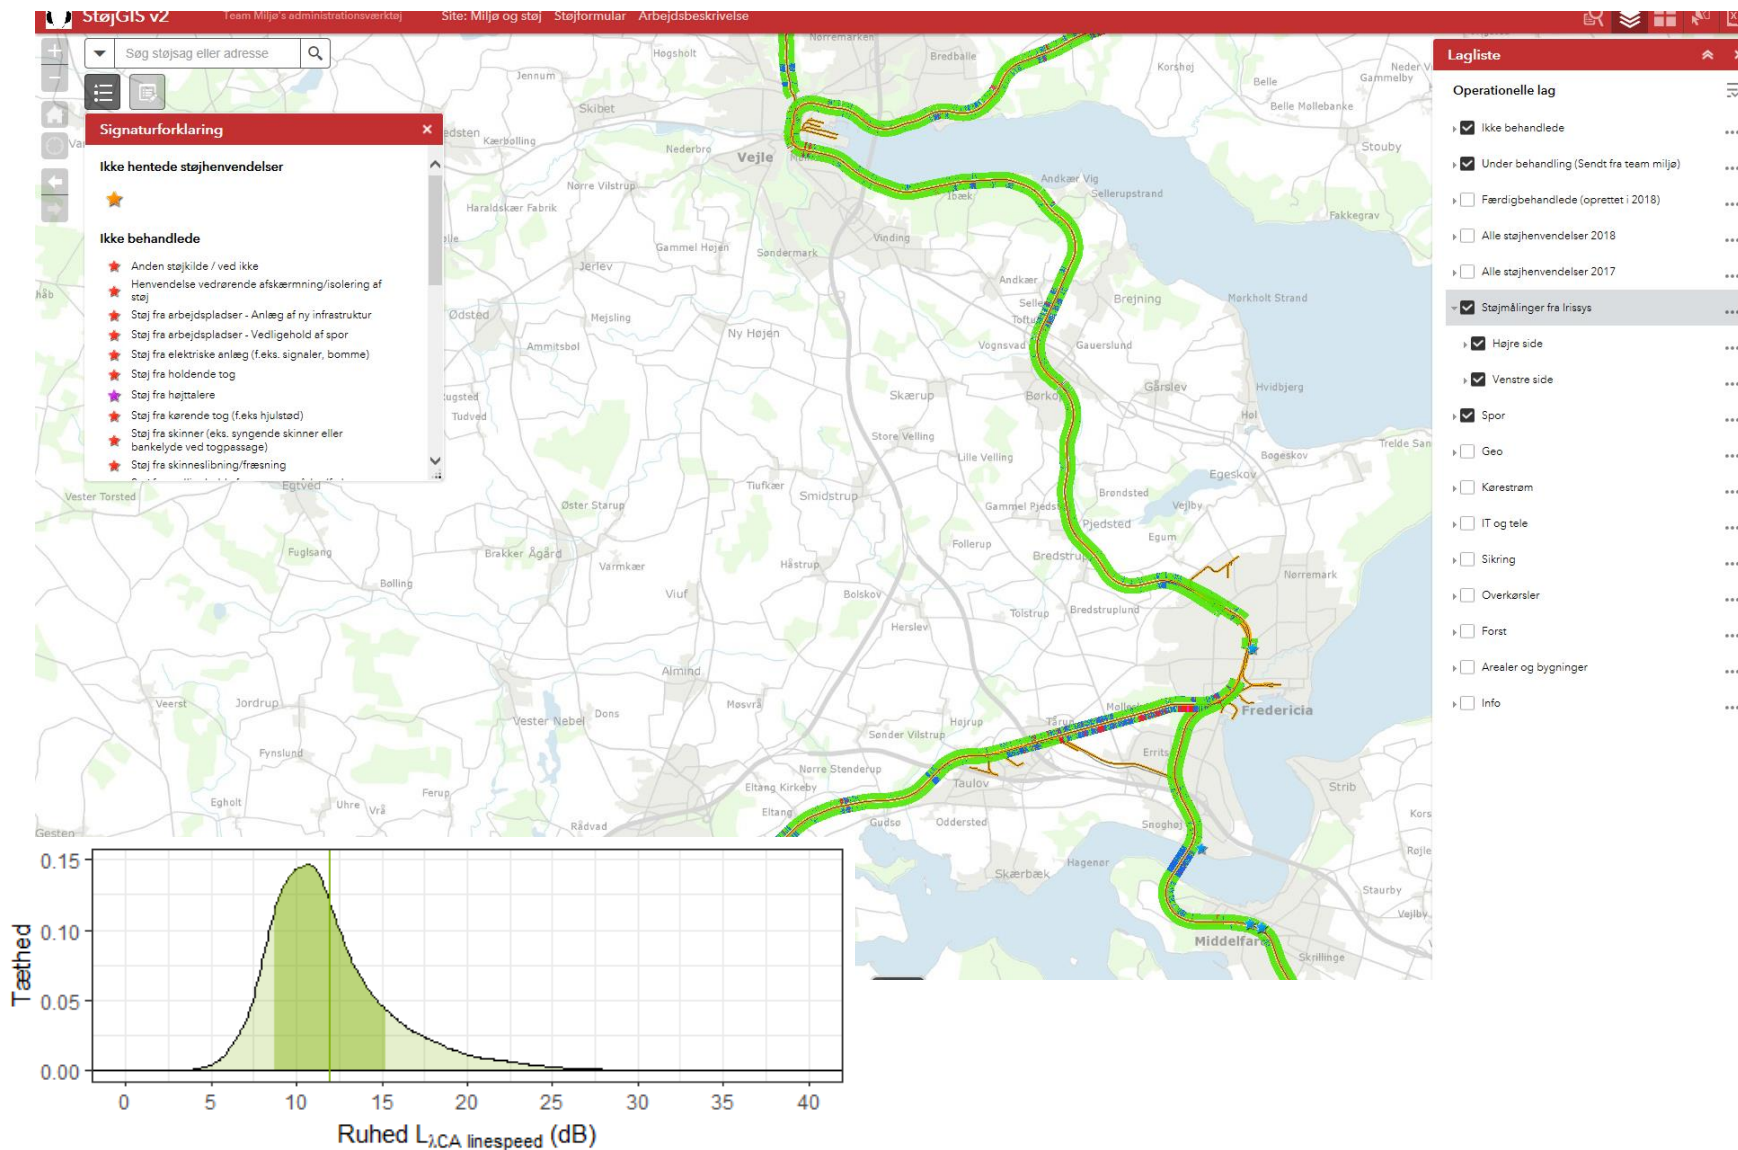 StøjGIS v2
Team Miljø's administrationsværktøj
Site: Miljø og støj Støjformular Arbejdsbeskrivelse
Søg støjsag eller adresse
Signaturforklaring
Ikke hentede støjhenvendelser
Ikke behandlede
Anden støjkilde / ved ikke
Henvendelse vedrørende afskærmning/isolering af
støj
Støj fra arbejdspladser - Anlæg af ny infrastruktur
Støj fra arbejdspladser - Vedligehold af spor
Støj fra elektriske anlæg (f.eks. signaler, bomme)
Støj fra holdende tog
Støj fra højttalere
Støj fra kørende tog (f.eks hjulstød)
Støj fra skinner (eks. syngende skinner eller
bankelyde ved togpassage)
Støj fra skinneslibning/fræsning
Lagliste
Operationelle lag
Ikke behandlede
Under behandling (Sendt fra team miljø)
Færdigbehandlede (oprettet i 2018)
Alle støjhenvendelser 2018
Alle støjhenvendelser 2017
Støjmålinger fra Irissys
Højre side
Venstre side
Spor
Geo
Kørestrøm
IT og tele
Sikring
Overkørsler
Forst
Arealer og bygninger
Info
Nørremarken
Høgsholt
Bredballe
Jennum
Korshøj
Belle
Neder Vi
Gammelby
Belle Møllebanke
Skibet
Kærbølling
Nederbro
Vejle
Stouby
Nørre Vilstrup
Andkær Vig
Sellerupstrand
Ibæk
Haraldskær Fabrik
Fakkegrav
Vinding
Gammel Højen
Søndermark
Jerlev
Andkær
Brejning
Mørkholt Strand
Ødsted
Mejsling
Ny Højen
Ammitsbøl
Vognsvad
Gauerslund
Skærup
Gårslev
Hvidbjerg
Tudved
Høl
Store Velling
Trelde San
Lille Velling
Bøgeskov
Egeskov
Egtved
Tiufkær
Smidstrup
Brøndsted
Vester Torsted
Øster Starup
Gammel Pjedst
Vejlby
Pjedsted
Fuglsang
Brakker Ågård
Follerup
Egum
Varmkær
Håstrup
Bredstrup
Nørremark
Bølling
Viuf
Bølskov
Tolstrup
Bredstruplund
Herslev
Almind
Veerst
Jordrup
Dons
Møsvrå
Vester Nebel
Højrup
Fredericia
Sønder Vilstrup
Fynslund
Nørre Stenderup
Taulov
Strib
Eltang Kirkeby
Ferup
Egholt
Uhre
Vrå
Eltang
Rådvad
Gudsø
Oddersted
Snoghøj
Gesten
Hagenør
Skærbæk
Staurby
Middelfart
Skrillinge
0.15
0.10
0.05
0.00
Tæthed
0 5 10 15 20 25 30 35 40
Ruhed LλCA linespeed (dB)